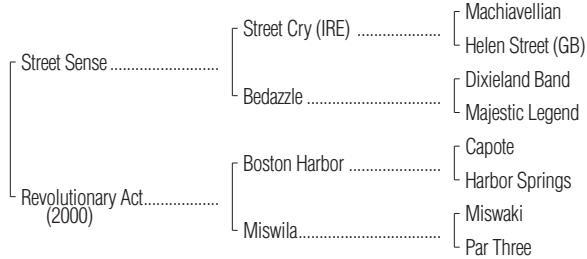 Machiavellian
Street Cry (IRE) ..................
Helen Street (GB)
Street Sense ........................
Dixieland Band
Bedazzle .............................
Majestic Legend
Capote
Boston Harbor ....................
Harbor Springs
Revolutionary Act................
(2000)
Miswaki
Miswila................................
Par Three